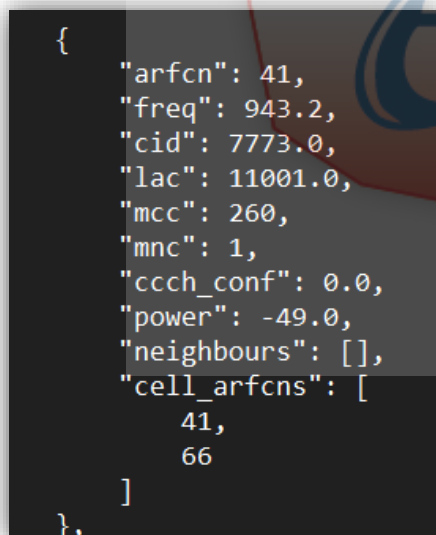 {
"arfcn": 41,
"freq": 943.2,
"cid": 7773.0,
"lac": 11001.0,
"mcc": 260,
"mnc": 1,
"ccch_conf": 0.0,
"power": -49.0,
"neighbours": [],
"cell_arfcns": [
41,
66
]
},